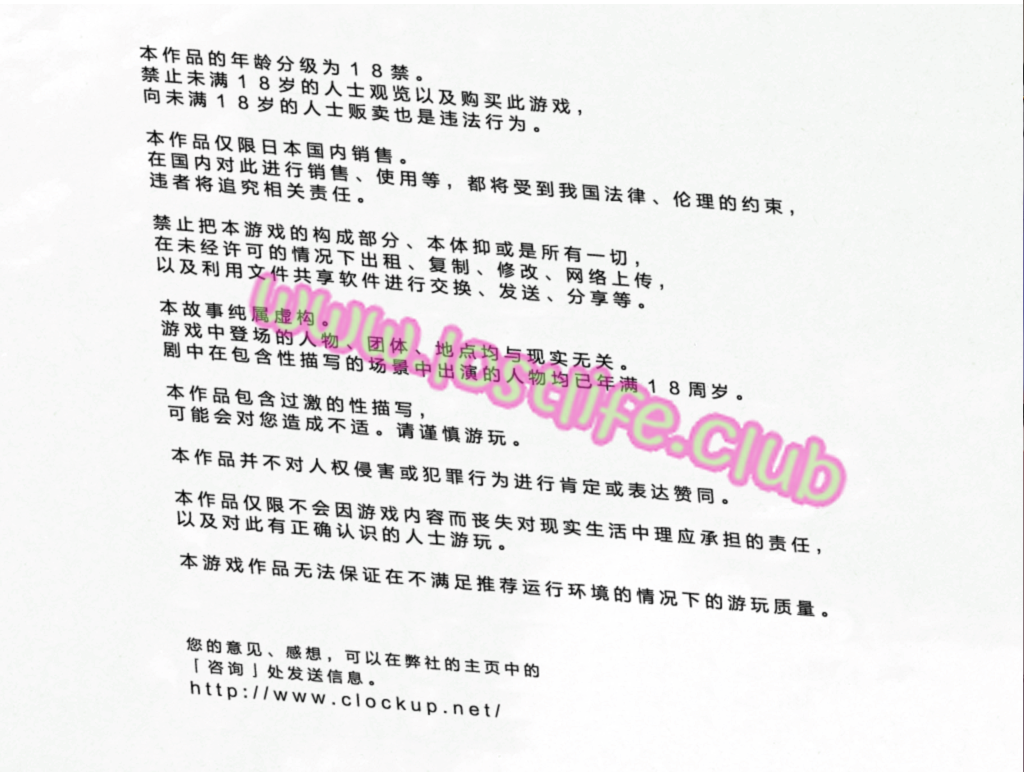 本作品的年龄分级为１８禁。
禁止未满１８岁的人士观览以及购买此游戏，
向未满１８岁的人士贩卖也是违法行为。
本作品仅限日本国内销售。
在国内对此进行销售、使用等，都将受到我国法律、伦理的约束，
违者将追究相关责任。
禁止把本游戏的构成部分、本体抑或是所有一切，
在未经许可的情况下出租、复制、修改、网络上传，
以及利用文件共享软件进行交换、发送、分享等。
本故事纯属虚构。
游戏中登场的人物、团体、地点均与现实无关。
剧中在包含性描写的场景中出演的人物均已年满１８周岁。
www.lostlife.club
本作品包含过激的性描写，
可能会对您造成不适。请谨慎游玩。
本作品并不对人权侵害或犯罪行为进行肯定或表达赞同。
本作品仅限不会因游戏内容而丧失对现实生活中理应承担的责任，
以及对此有正确认识的人士游玩。
本游戏作品无法保证在不满足推荐运行环境的情况下的游玩质量。
您的意见、感想，可以在弊社的主页中的
「咨询」处发送信息。
http://www.clockup.net/